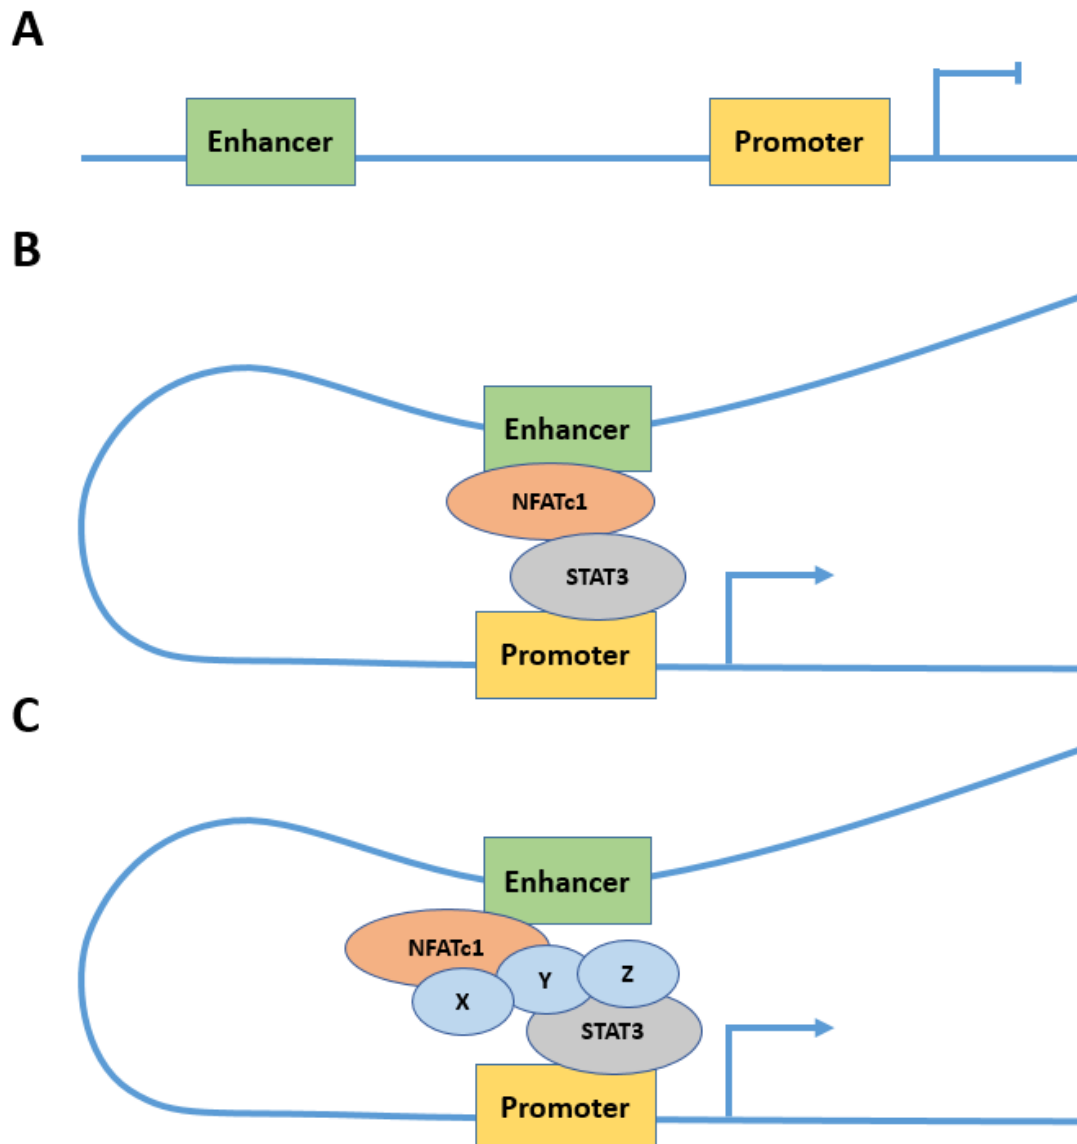 A
Enhancer
Promoter
B
Enhancer
NFATc1
STAT3
Promoter
C
Enhancer
NFATc1
Y
Z
X
STAT3
Promoter